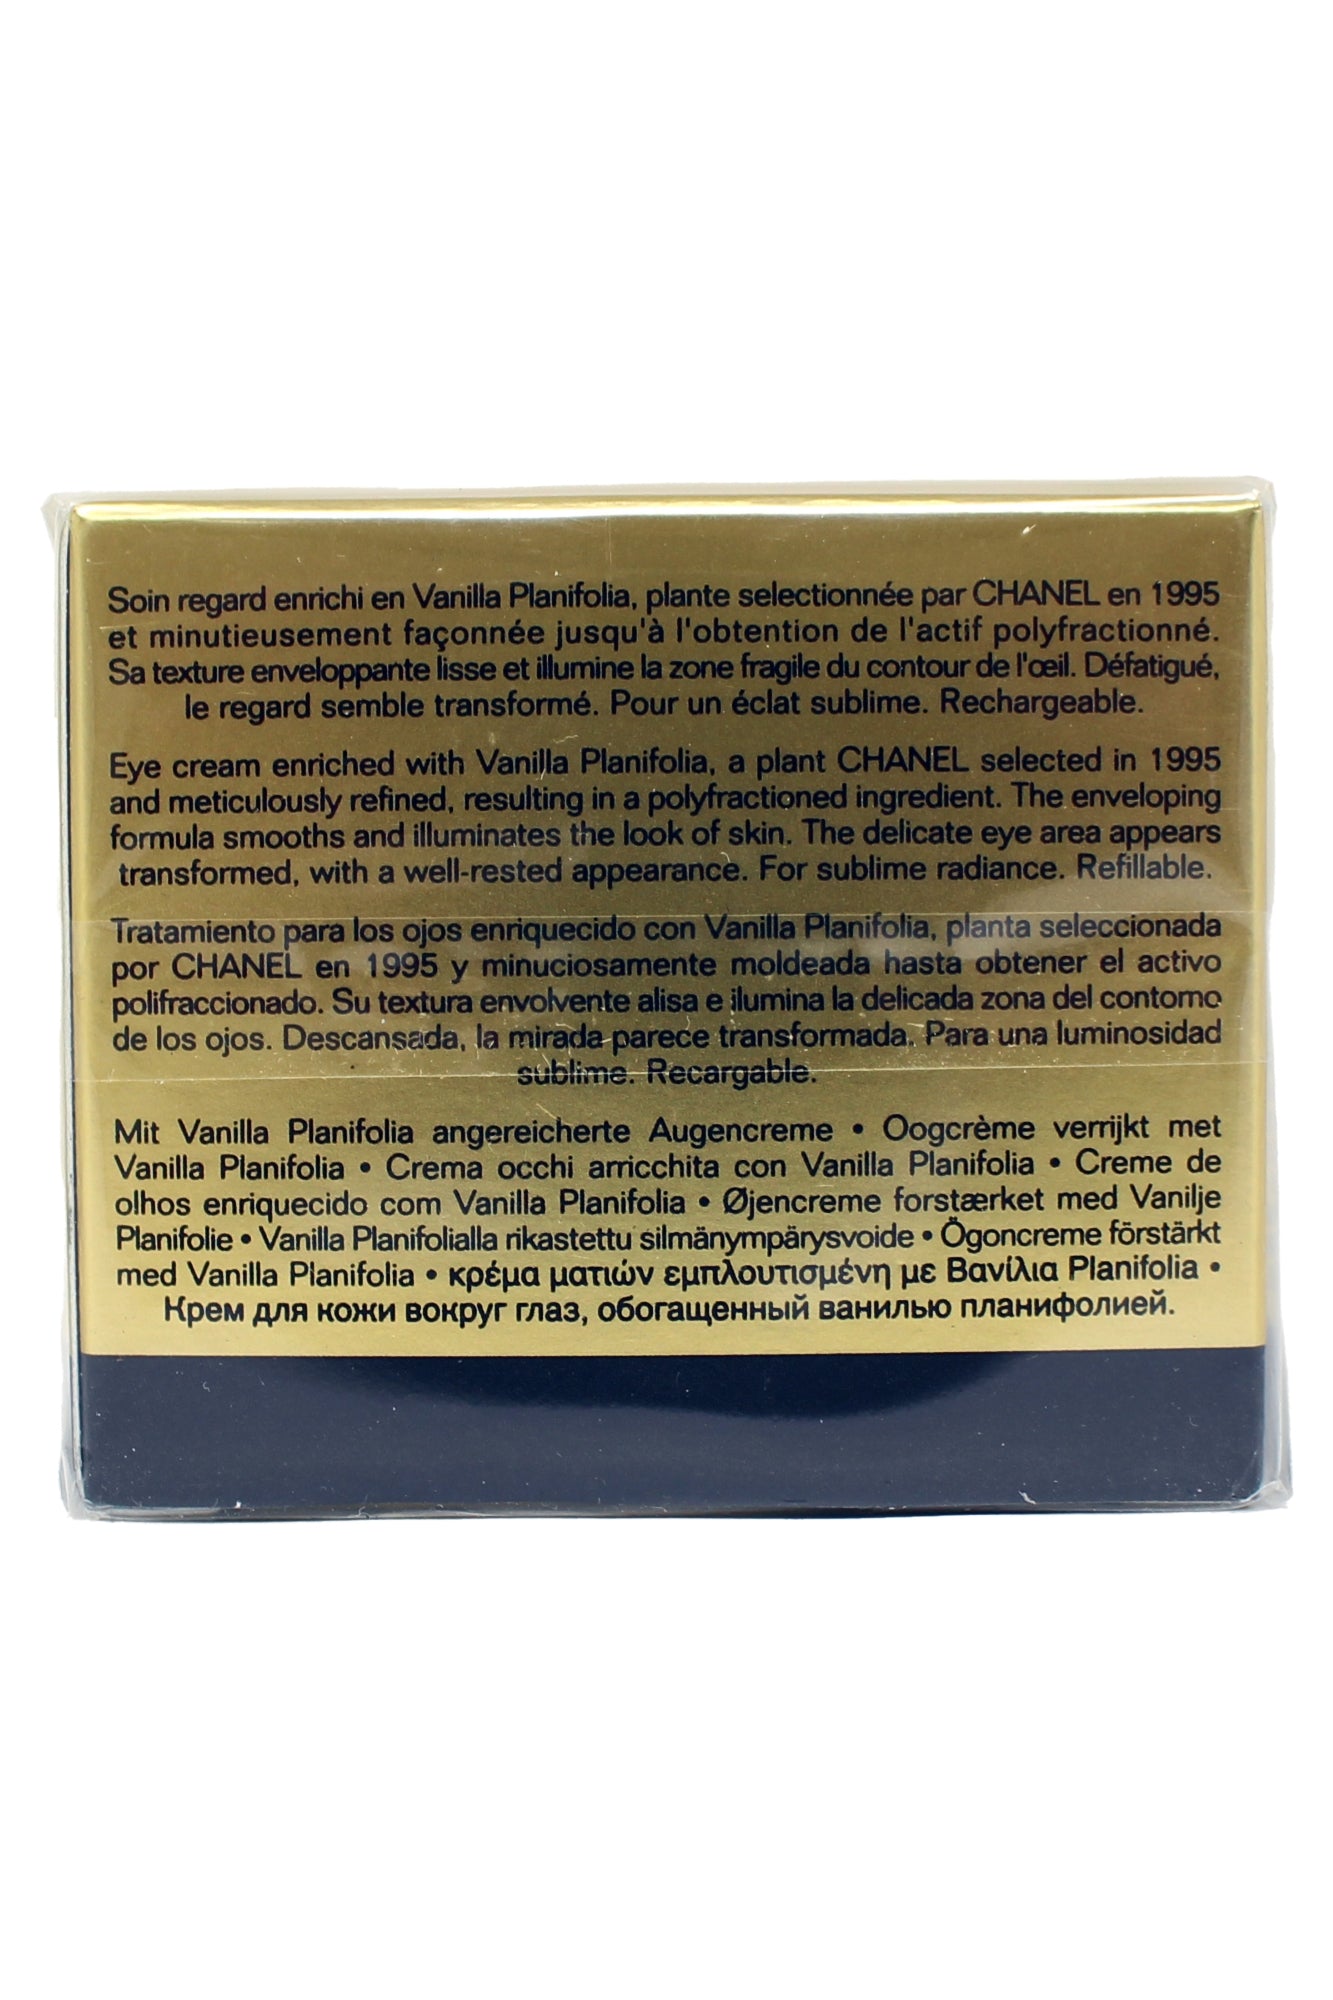 Soin regard enrichi en Vanilla Planifolia, plante selectionnée par CHANEL en 1995
et minutieusement façonnée jusqu'à l'obtention de l'actif polyfractionné.
Sa texture enveloppante lisse et illumine la zone fragile du contour de l'œil. Défatigué,
le regard semble transformé. Pour un éclat sublime. Rechargeable.
Eye cream enriched with Vanilla Planifolia, a plant CHANEL selected in 1995
and meticulously refined, resulting in a polyfractioned ingredient. The enveloping
formula smooths and illuminates the look of skin. The delicate eye area appears
transformed, with a well-rested appearance. For sublime radiance. Refillable.
Tratamiento para los ojos enriquecido con Vanilla Planifolia, planta seleccionada
por CHANEL en 1995 y minuciosamente moldeada hasta obtener el activo
polifraccionado. Su textura envolvente alisa e ilumina la delicada zona del contorno
de los ojos. Descansada, la mirada parece transformada. Para una luminosidad
sublime. Recargable.
Mit Vanilla Planifolia angereicherte Augencreme • Oogcrème verrijkt met
Vanilla Planifolia • Crema occhi arricchita con Vanilla Planifolia • Creme de
olhos enriquecido com Vanilla Planifolia • Øjencreme forstærket med Vanilje
Planifolie • Vanilla Planifolialla rikastettu silmänympärysvoide • Ögoncreme förstärkt
med Vanilla Planifolia • κρέμα ματιών εμπλουτισμένη με Βανίλια Planifolia •
Крем для кожи вокруг глаз, обогащенный ванилью планифолией.